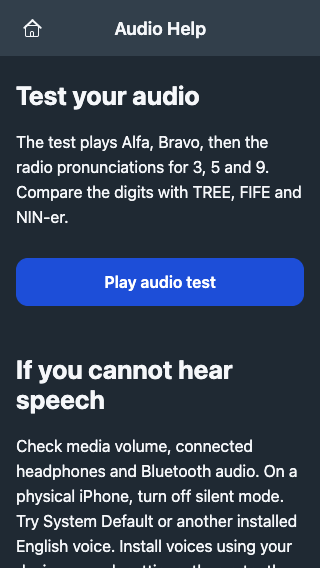 Audio Help
Test your audio
The test plays Alfa, Bravo, then the
radio pronunciations for 3, 5 and 9.
Compare the digits with TREE, FIFE and
NIN-er.
Play audio test
If you cannot hear
speech
Check media volume, connected
headphones and Bluetooth audio. On a
physical iPhone, turn off silent mode.
Try System Default or another installed
English voice. Install voices using your